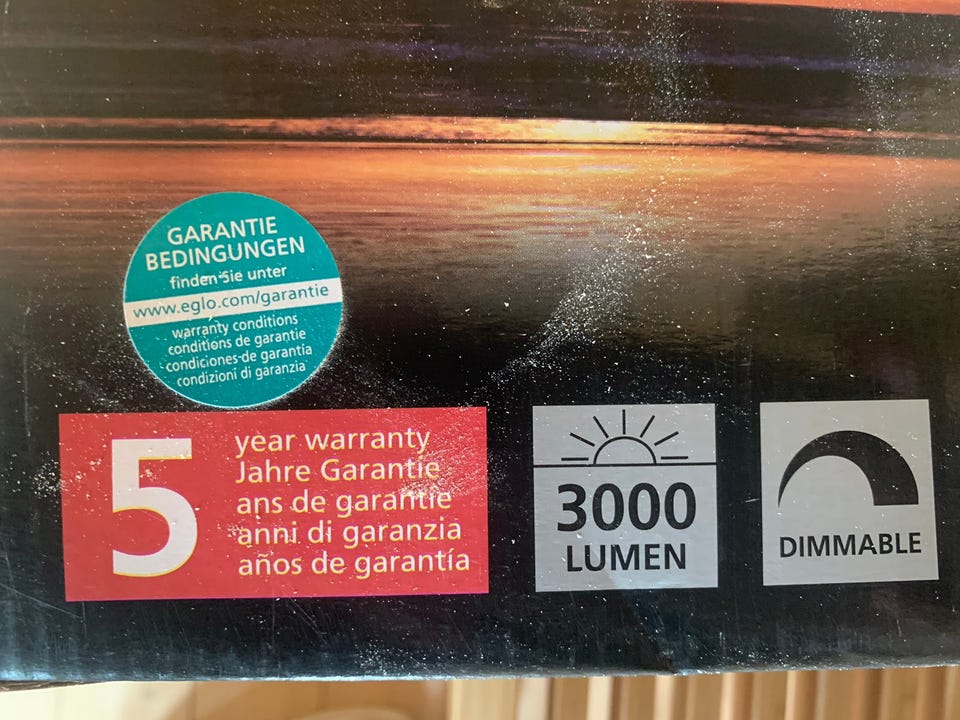 GARANTIE
BEDINGUNGEN
finden Sie unter
www.eglo.com/garantie
warranty conditions
conditions de garantie
condiciones de garantía
condizioni di garanzia
5
year warranty
Jahre Garantie
ans de garantie
anni di garanzia
años de garantía
3000
LUMEN
DIMMABLE